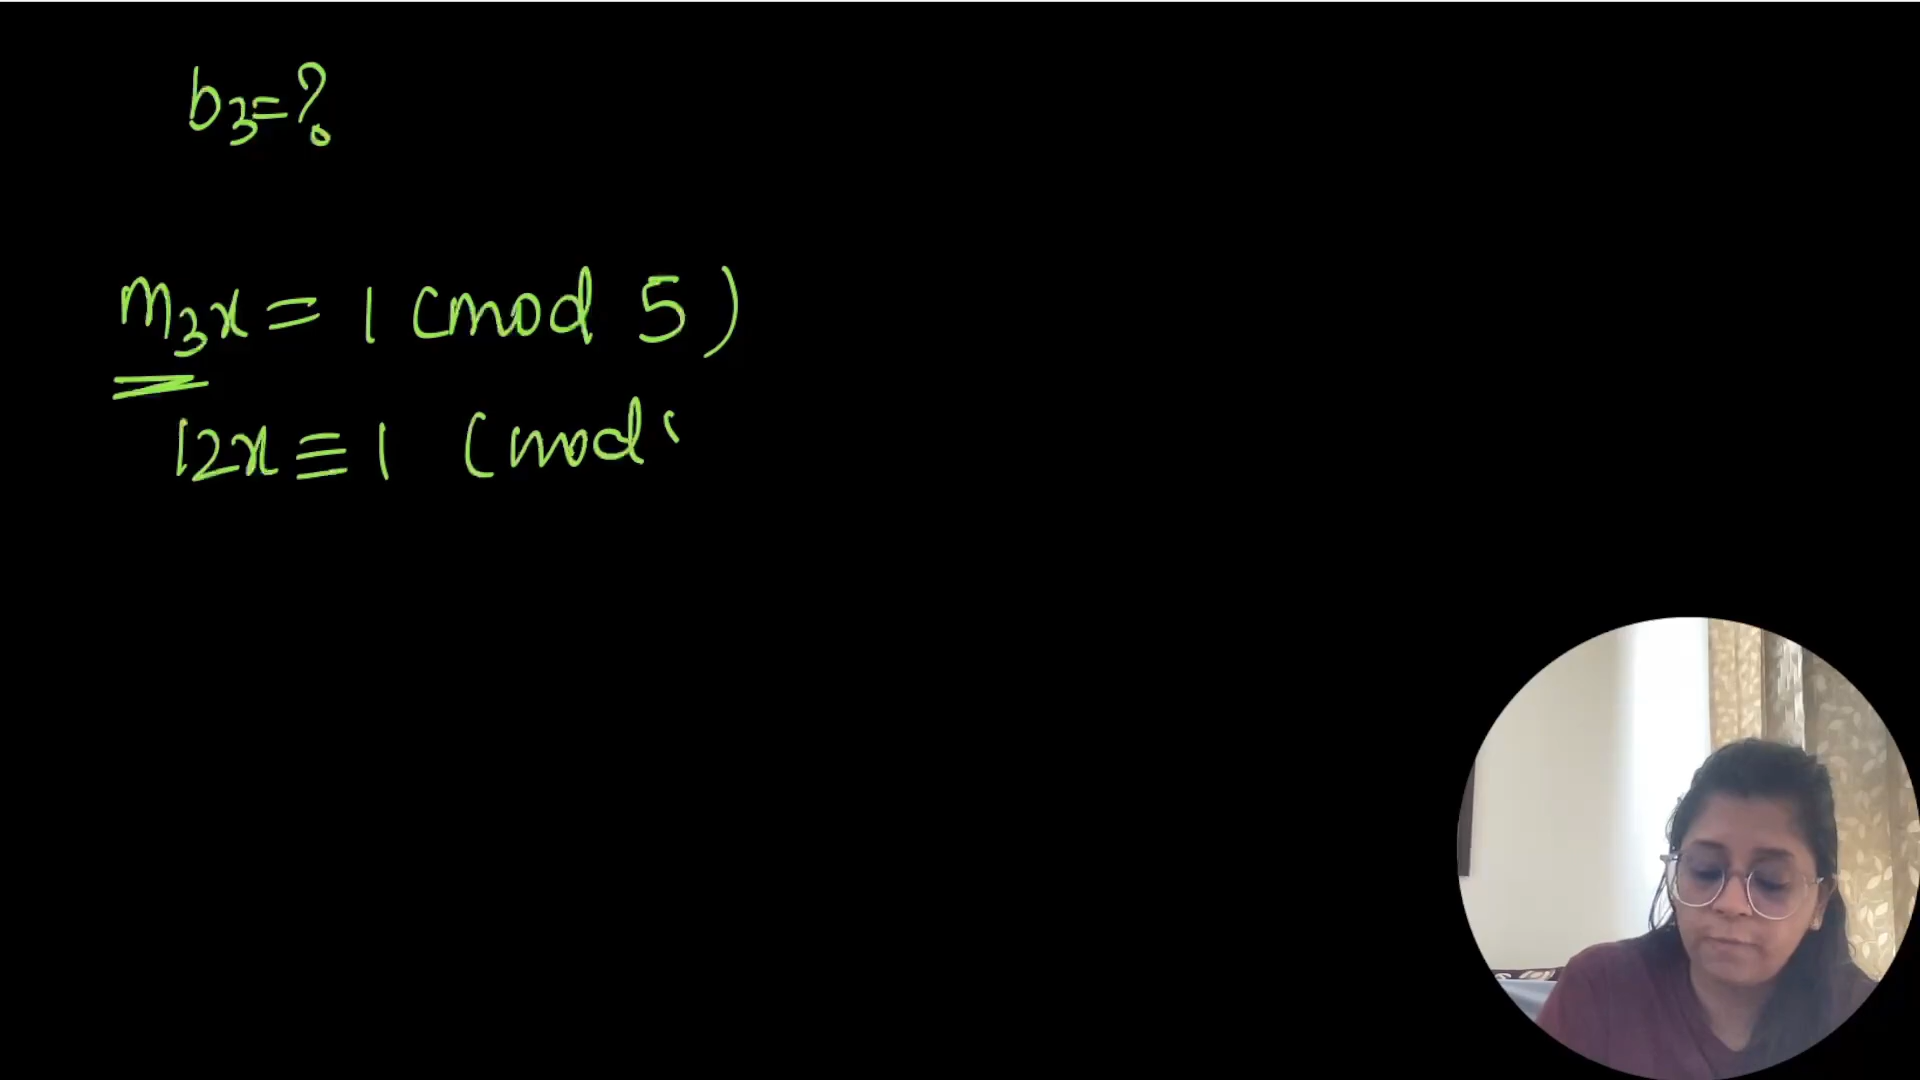 b3=?
m3x = 1 (mod 5)
12x ≡ 1 (mod